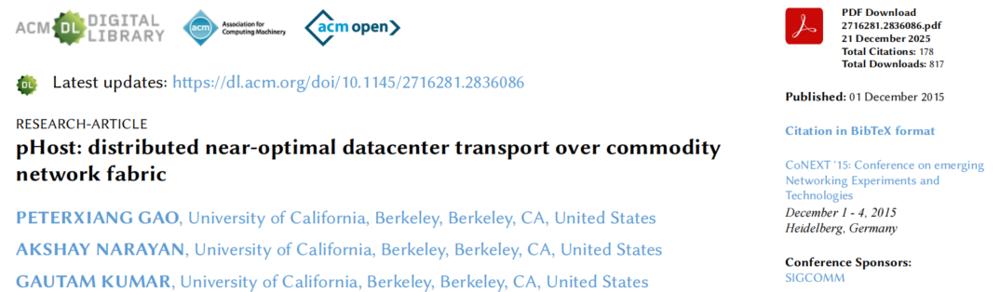 ACM DL DIGITAL LIBRARY
acm Association for Computing Machinery
acm open
Latest updates: https://dl.acm.org/doi/10.1145/2716281.2836086
RESEARCH-ARTICLE
pHost: distributed near-optimal datacenter transport over commodity
network fabric
PETERXIANG GAO, University of California, Berkeley, Berkeley, CA, United States
AKSHAY NARAYAN, University of California, Berkeley, Berkeley, CA, United States
GAUTAM KUMAR, University of California, Berkeley, Berkeley, CA, United States
PDF Download
2716281.2836086.pdf
21 December 2025
Total Citations: 178
Total Downloads: 817
Published: 01 December 2015
Citation in BibTeX format
CoNEXT '15: Conference on emerging
Networking Experiments and
Technologies
December 1 - 4, 2015
Heidelberg, Germany
Conference Sponsors:
SIGCOMM